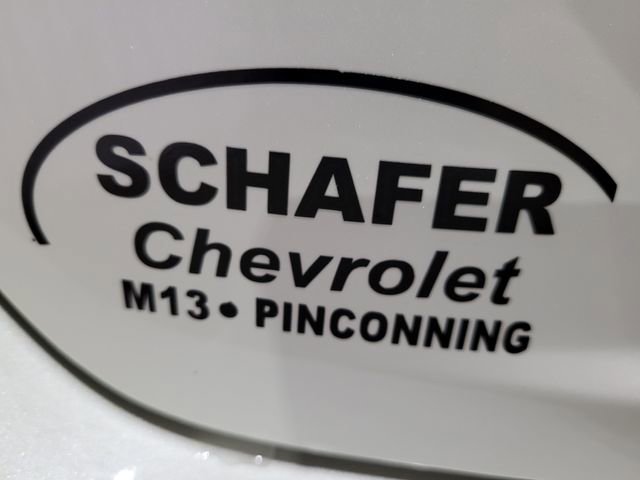 SCHAFER
Chevrolet
M13• PINCONNING